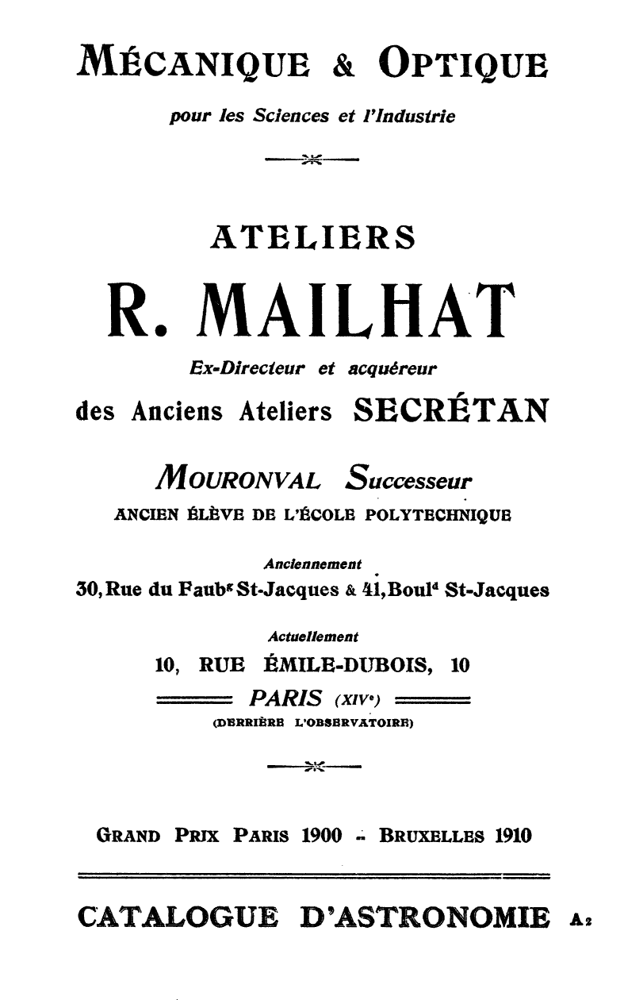 MÉCANIQUE & OPTIQUE
pour les Sciences et l'Industrie
ATELIERS
R. MAILHAT
Ex-Directeur et acquéreur
des Anciens Ateliers SECRÉTAN
MOURONVAL SUCCESSEUR
ANCIEN ÉLÈVE DE L'ÉCOLE POLYTECHNIQUE
Anciennement
30, Rue du Faubg St-Jacques & 41, Bould St-Jacques
Actuellement
10, RUE ÉMILE-DUBOIS, 10
PARIS (XIVe)
(DERRIÈRE L'OBSERVATOIRE)
GRAND PRIX PARIS 1900 - BRUXELLES 1910
CATALOGUE D'ASTRONOMIE A2